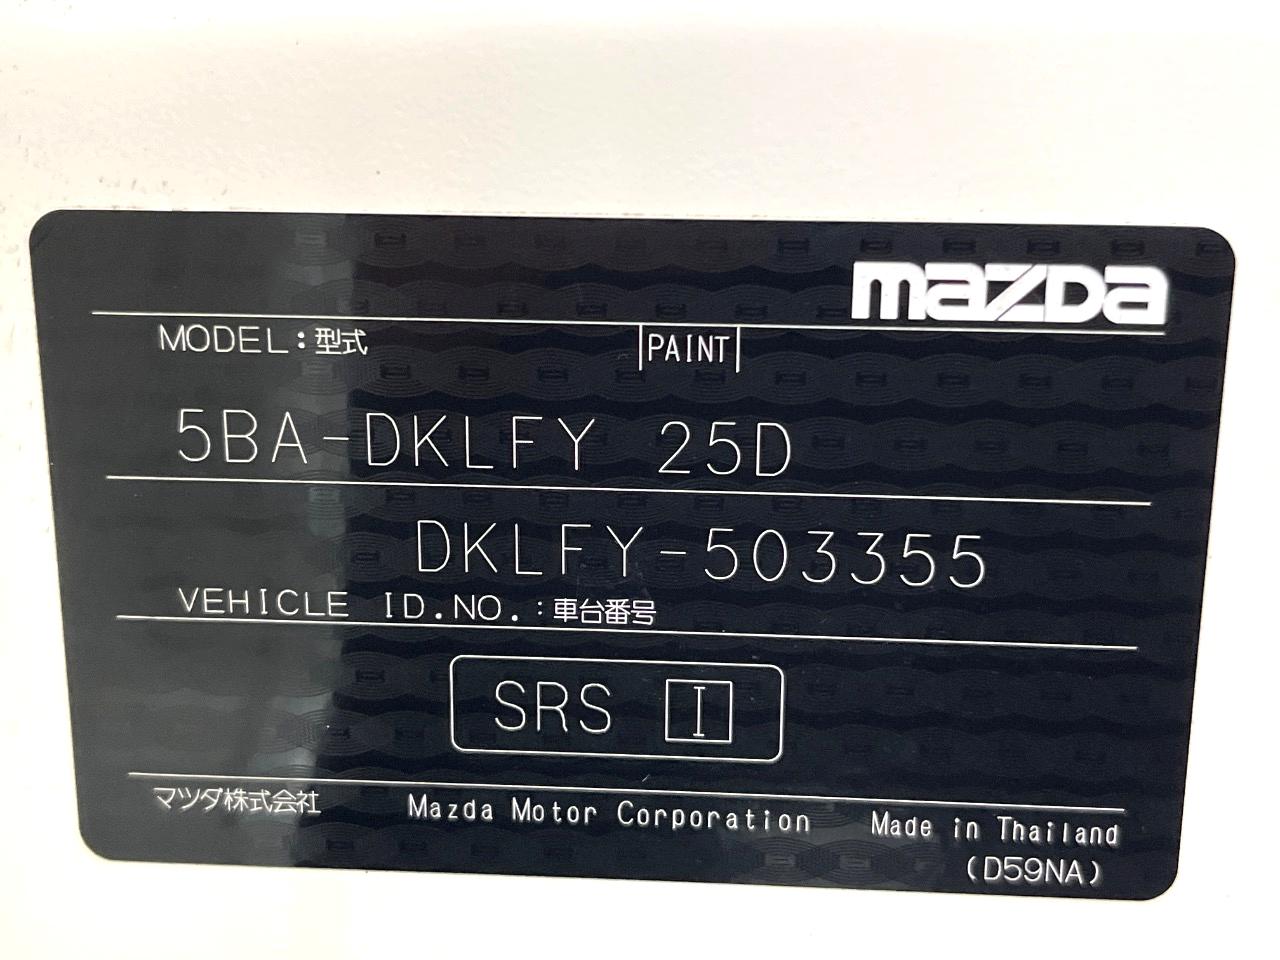 mazda
MODEL:型式 PAINT
5BA-DKLFY 25D
DKLFY-503355
VEHICLE ID.NO.:車台番号
SRS I
マツダ株式会社 Mazda Motor Corporation Made in Thailand
(D59NA)